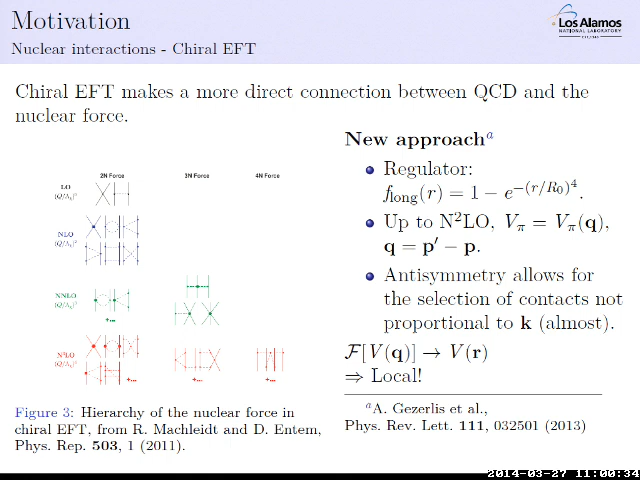 Motivation
Nuclear interactions - Chiral EFT
Los Alamos
NATIONAL LABORATORY
Chiral EFT makes a more direct connection between QCD and the
nuclear force.
2N Force 3N Force 4N Force
LO
NLO
NNLO
+...
N³LO
+... +... +...
Figure 3: Hierarchy of the nuclear force in
chiral EFT, from R. Machleidt and D. Entem,
Phys. Rep. 503, 1 (2011).
New approachᵃ
Regulator:
f_long(r) = 1 − e^{−(r/R₀)⁴}.
Up to N²LO, V_π = V_π(q),
q = p′ − p.
Antisymmetry allows for
the selection of contacts not
proportional to k (almost).
ℱ[V(q)] → V(r)
⇒ Local!
ᵃA. Gezerlis et al.,
Phys. Rev. Lett. 111, 032501 (2013)
2014-03-27 11:00:34